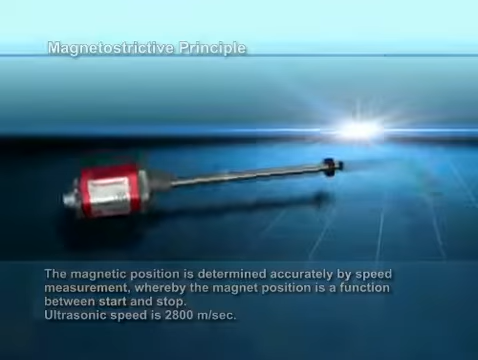 Magnetostrictive Principle
The magnetic position is determined accurately by speed
measurement, whereby the magnet position is a function
between start and stop.
Ultrasonic speed is 2800 m/sec.